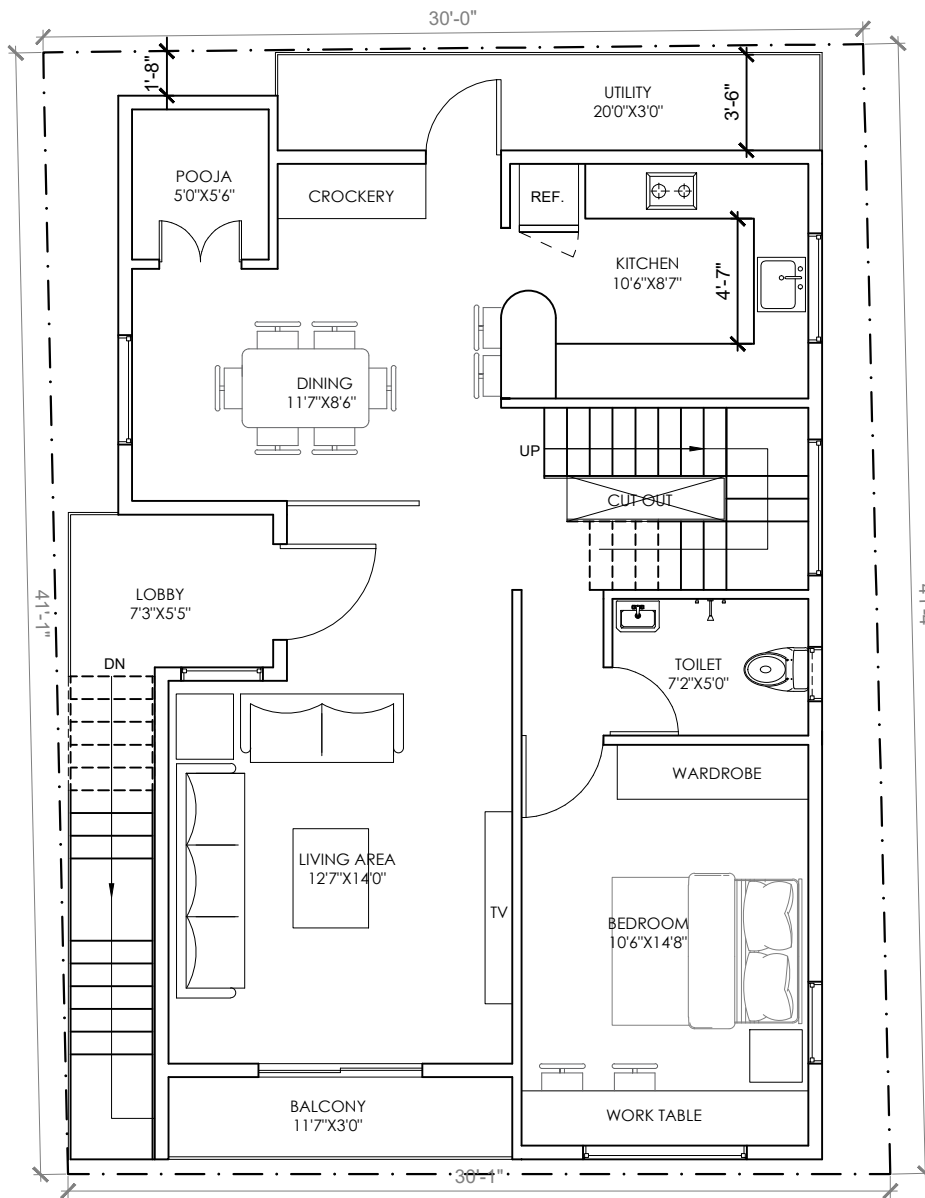 30'-0"
1'-8"
UTILITY
20'0"X3'0"
3'-6"
POOJA
5'0"X5'6"
CROCKERY
REF.
KITCHEN
10'6"X8'7"
4'-7"
DINING
11'7"X8'6"
UP
CUT OUT
LOBBY
7'3"X5'5"
41'-1"
DN
TOILET
7'2"X5'0"
WARDROBE
LIVING AREA
12'7"X14'0"
TV
BEDROOM
10'6"X14'8"
BALCONY
11'7"X3'0"
WORK TABLE
30'-1"